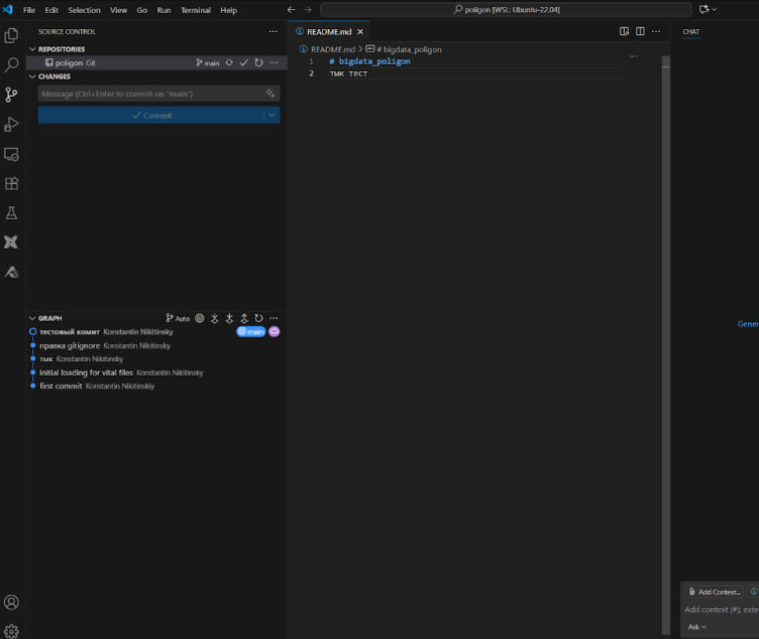 File Edit Selection View Go Run Terminal Help
poligon [WSL: Ubuntu-22.04]
SOURCE CONTROL
REPOSITORIES
poligon Git main
CHANGES
Message (Ctrl+Enter to commit on "main")
Commit
GRAPH
Auto
тестовый комит Konstantin Nikitinsky main
правка gitignore Konstantin Nikitinsky
тык Konstantin Nikitinsky
initial loading for vital files Konstantin Nikitinsky
first commit Konstantin Nikitinskiy
README.md
README.md > # bigdata_poligon
1 # bigdata_poligon
2 тык тест
CHAT
Gener
Add Context...
Add context (#), exte
Ask